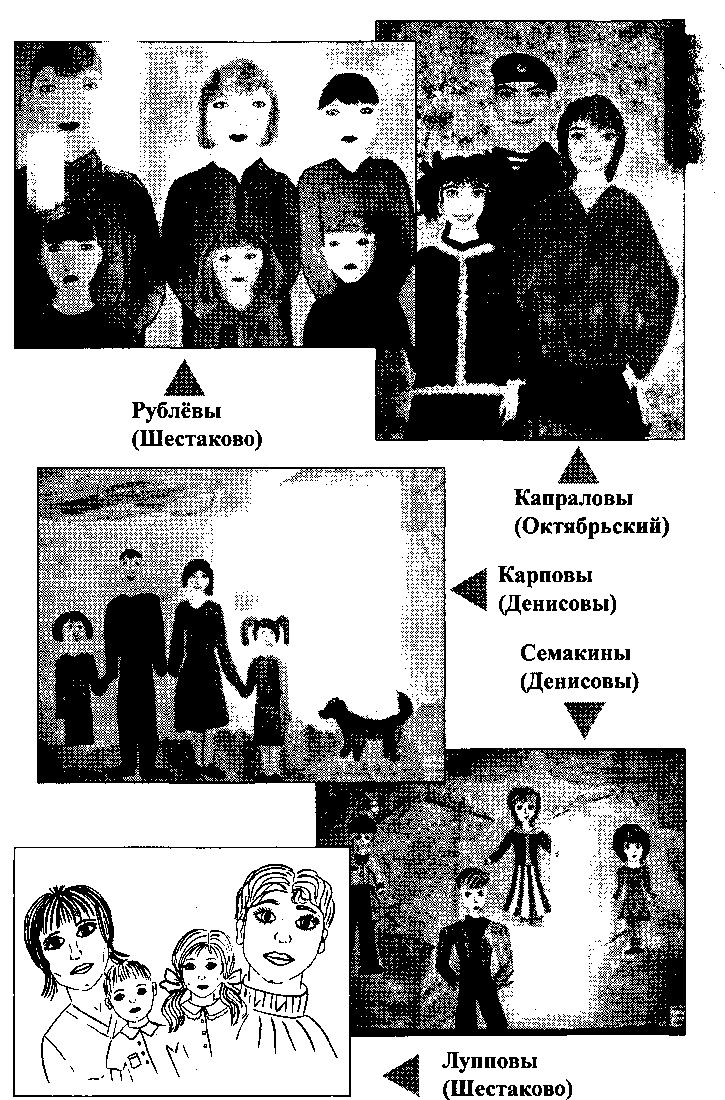 Рублёвы
(Шестаково)
Капраловы
(Октябрьский)
Карповы
(Денисовы)
Семакины
(Денисовы)
Лупповы
(Шестаково)